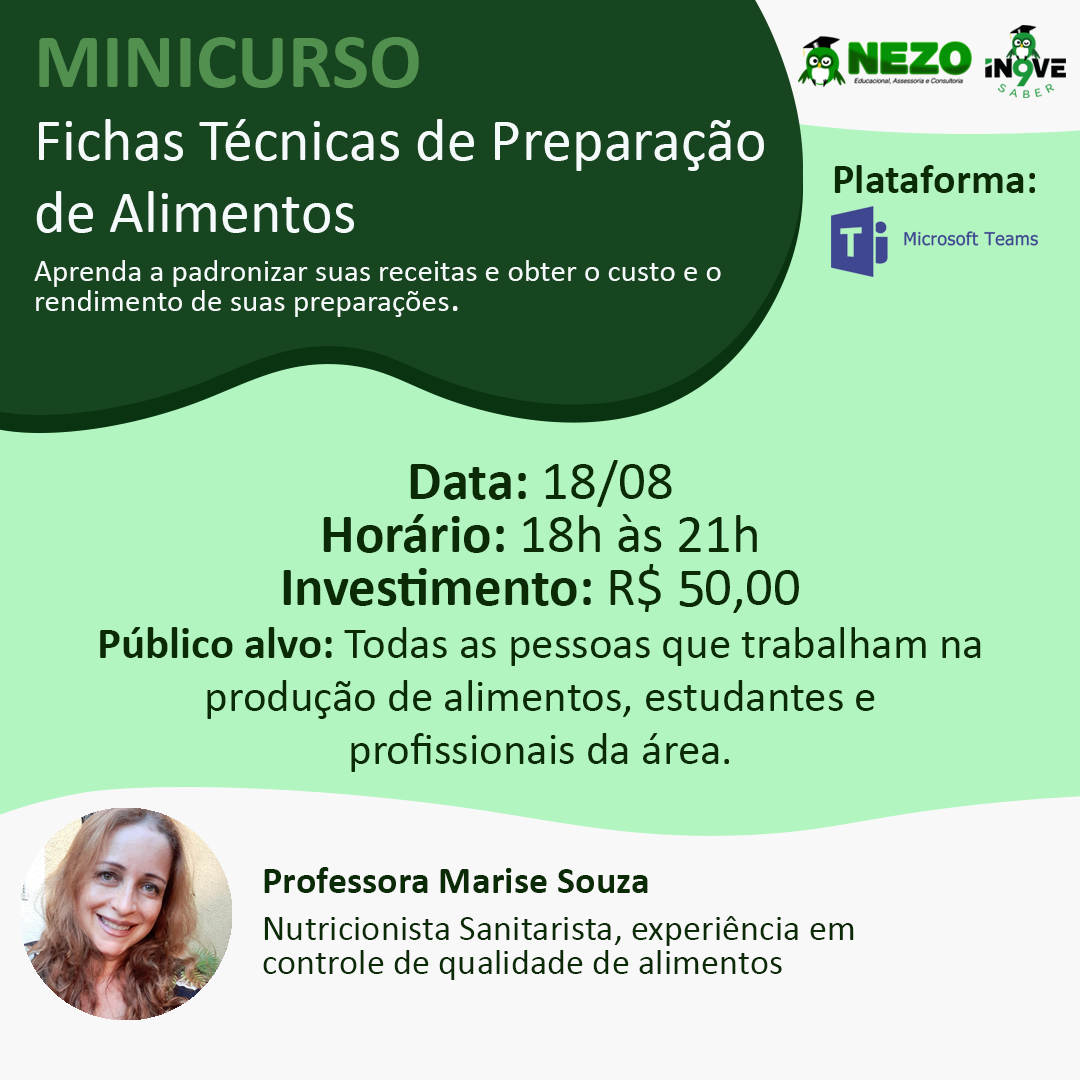 MINICURSO
Fichas Técnicas de Preparação
de Alimentos
Aprenda a padronizar suas receitas e obter o custo e o
rendimento de suas preparações.
NEZO
Educacional, Assessoria e Consultoria
iN9VE
SABER
Plataforma:
T
Microsoft Teams
Data: 18/08
Horário: 18h às 21h
Investimento: R$ 50,00
Público alvo: Todas as pessoas que trabalham na
produção de alimentos, estudantes e
profissionais da área.
Professora Marise Souza
Nutricionista Sanitarista, experiência em
controle de qualidade de alimentos